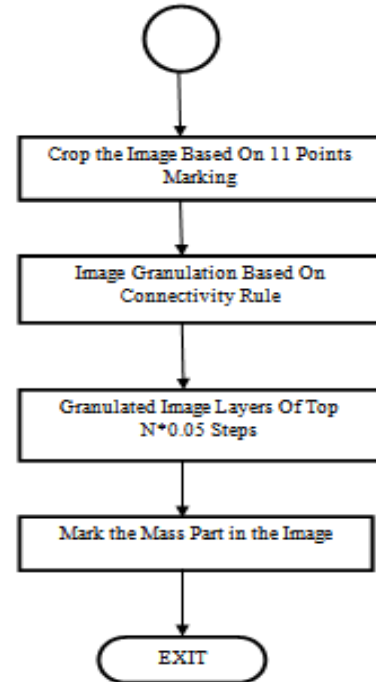 Crop the Image Based On 11 Points
Marking
Image Granulation Based On
Connectivity Rule
Granulated Image Layers Of Top
N*0.05 Steps
Mark the Mass Part in the Image
EXIT